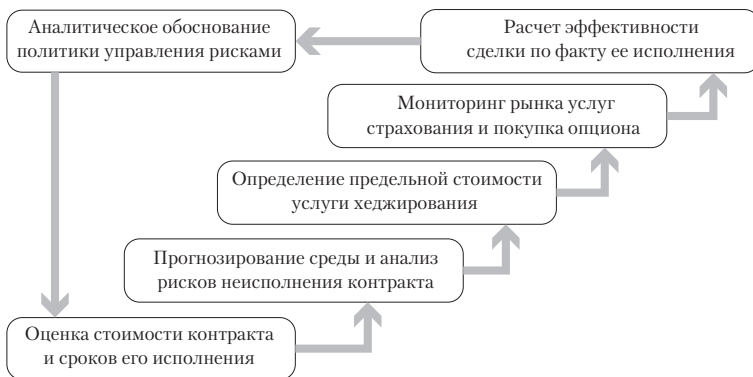 Аналитическое обоснование
политики управления рисками
Расчет эффективности
сделки по факту ее исполнения
Мониторинг рынка услуг
страхования и покупка опциона
Определение предельной стоимости
услуги хеджирования
Прогнозирование среды и анализ
рисков неисполнения контракта
Оценка стоимости контракта
и сроков его исполнения